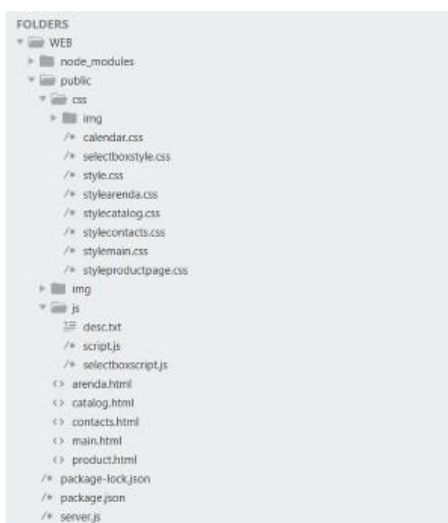 FOLDERS
WEB
node_modules
public
css
img
/* calendar.css
/* selectboxstyle.css
/* style.css
/* stylearenda.css
/* stylecatalog.css
/* stylecontacts.css
/* stylemain.css
/* styleproductpage.css
img
js
desc.txt
/* script.js
/* selectboxscript.js
<> arenda.html
<> catalog.html
<> contacts.html
<> main.html
<> product.html
/* package-lock.json
/* package.json
/* server.js